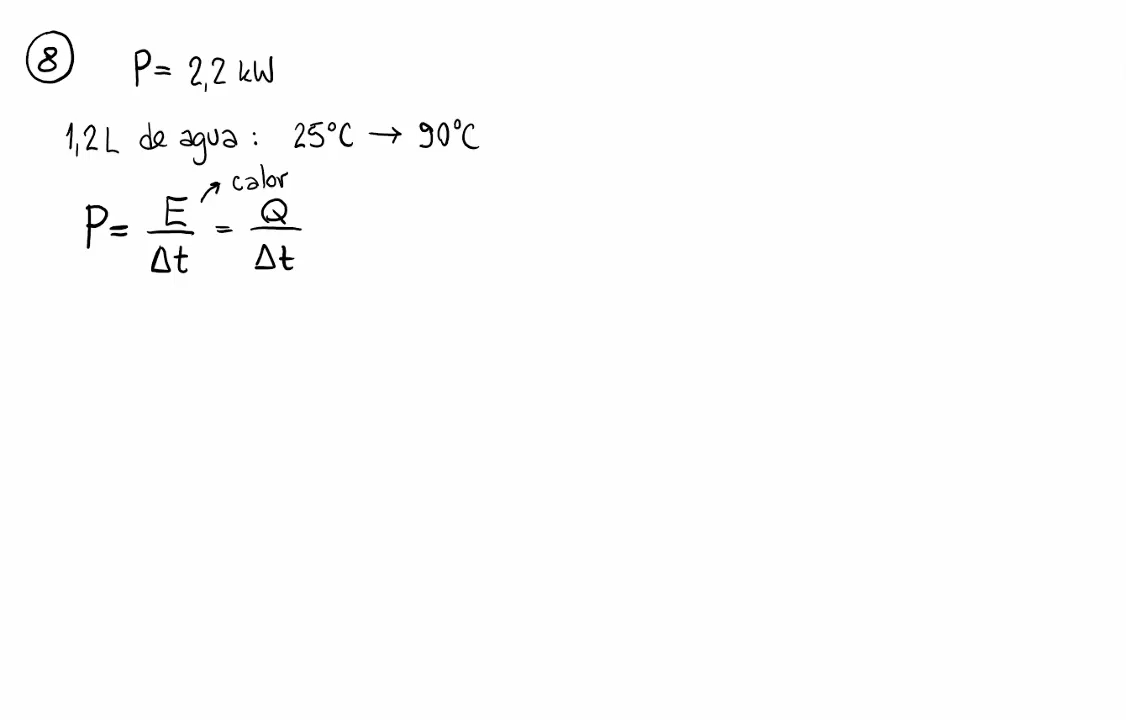 8 P = 2,2 kW
1,2 L de agua : 25°C → 90°C
calor
P = E/Δt = Q/Δt